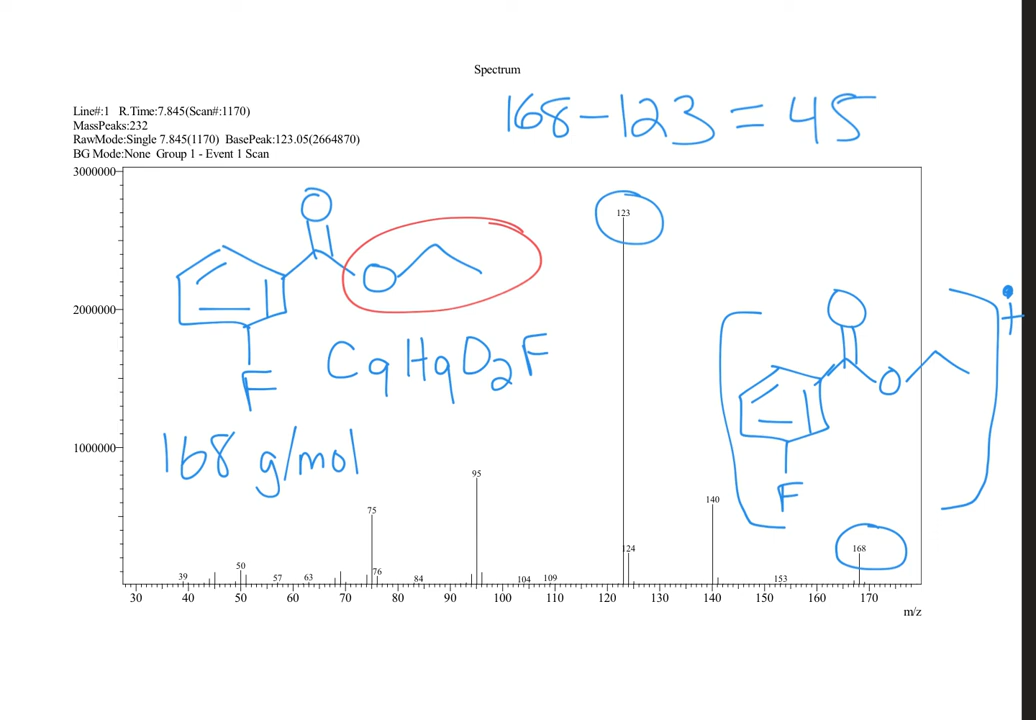 Spectrum
168-123=45
Line#:1 R.Time:7.845(Scan#:1170)
MassPeaks:232
RawMode:Single 7.845(1170) BasePeak:123.05(2664870)
BG Mode:None Group 1 - Event 1 Scan
3000000
O
123
O
2000000
O
O
F
C9H9O2F
F
168 g/mol
1000000
95
75
140
124
168
39
50
57
63
76
84
104
109
153
30 40 50 60 70 80 90 100 110 120 130 140 150 160 170
m/z